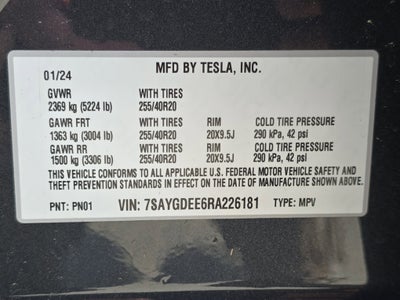 MFD BY TESLA, INC.
01/24
GVWR WITH TIRES
2369 kg (5224 lb) 255/40R20
GAWR FRT WITH TIRES RIM COLD TIRE PRESSURE
1363 kg (3004 lb) 255/40R20 20X9.5J 290 kPa, 42 psi
GAWR RR WITH TIRES RIM COLD TIRE PRESSURE
1500 kg (3306 lb) 255/40R20 20X9.5J 290 kPa, 42 psi
THIS VEHICLE CONFORMS TO ALL APPLICABLE U.S. FEDERAL MOTOR VEHICLE SAFETY AND
THEFT PREVENTION STANDARDS IN EFFECT ON THE DATE OF MANUFACTURE SHOWN ABOVE.
PNT: PN01 VIN: 7SAYGDEE6RA226181 TYPE: MPV